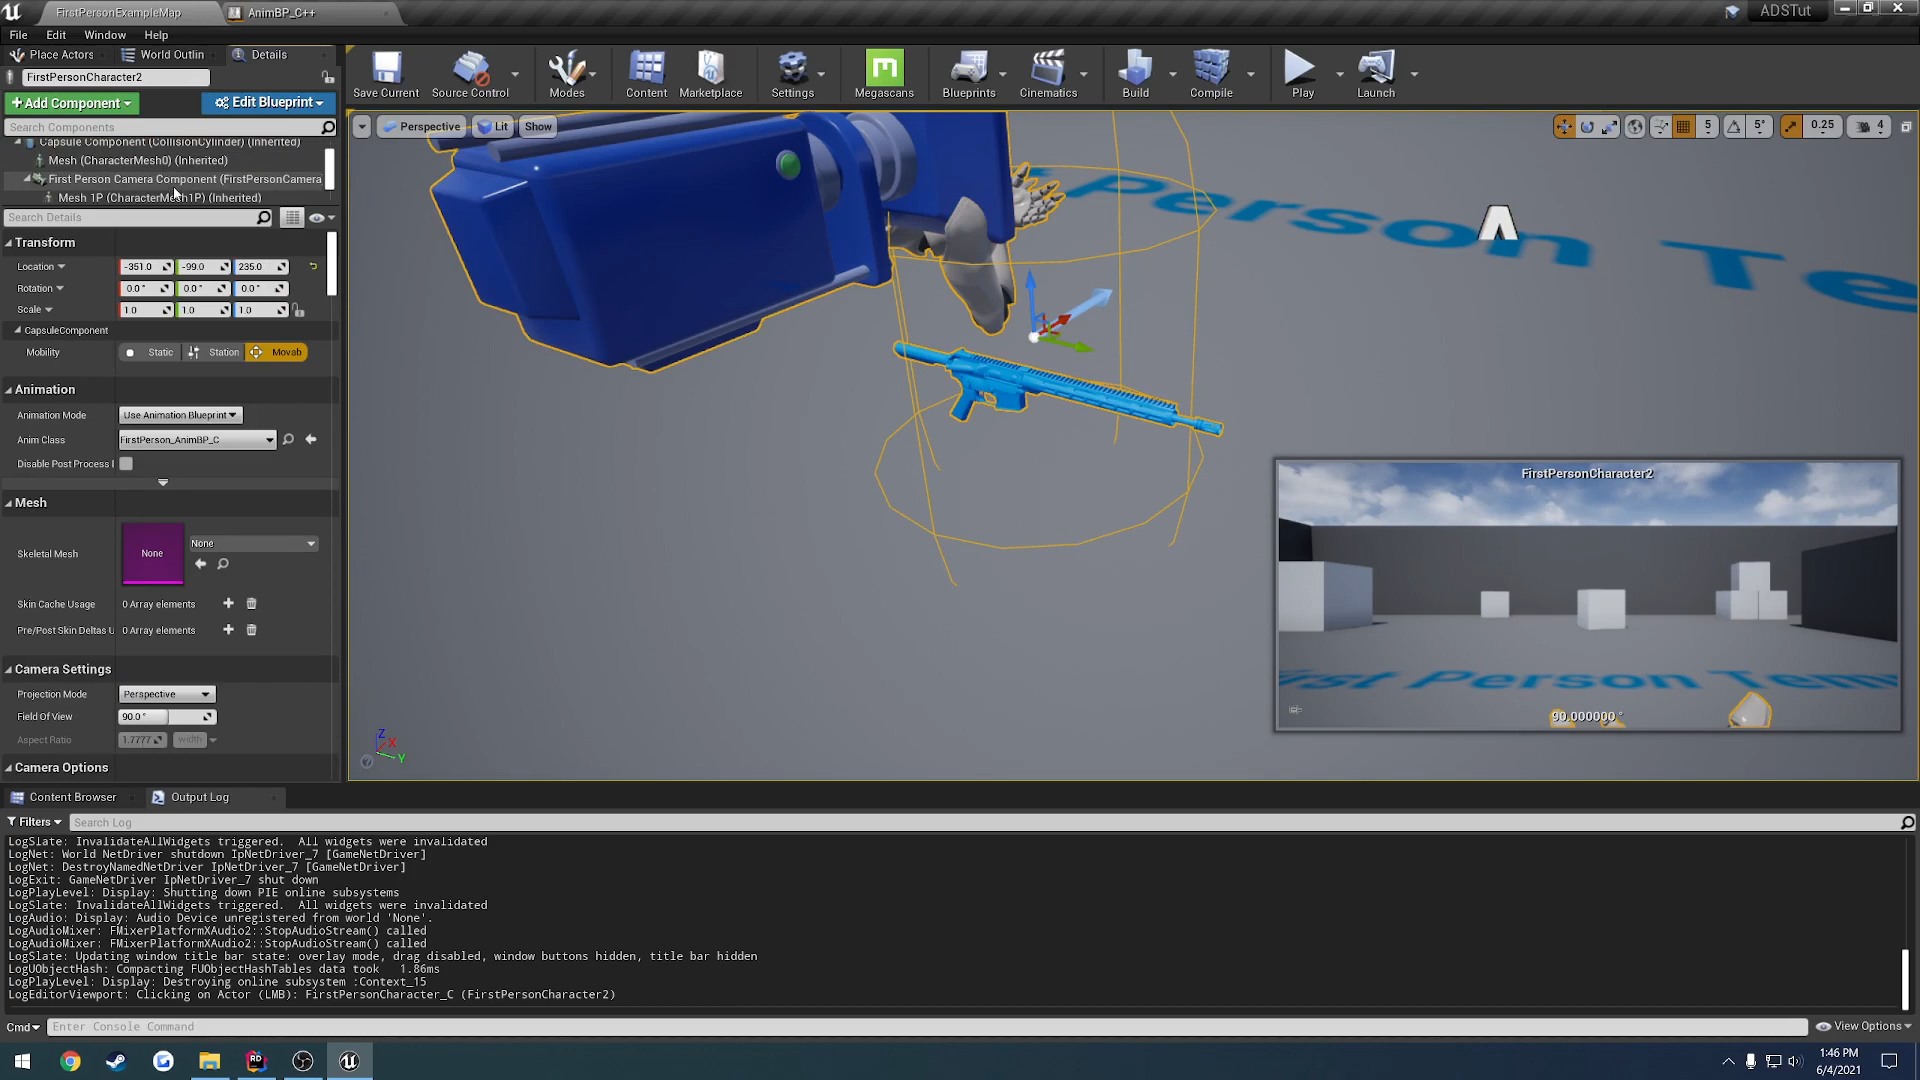 FirstPersonExampleMap
AnimBP_C++
ADSTut
File Edit Window Help
Place Actors
World Outlin
Details
FirstPersonCharacter2
+Add Component
Edit Blueprint
Search Components
Capsule Component (CollisionCylinder) (Inherited)
Mesh (CharacterMesh0) (Inherited)
First Person Camera Component (FirstPersonCamera
Mesh 1P (CharacterMesh1P) (Inherited)
Search Details
Transform
Location -351.0 -99.0 235.0
Rotation 0.0° 0.0° 0.0°
Scale 1.0 1.0 1.0
CapsuleComponent
Mobility Static Station Movab
Animation
Animation Mode Use Animation Blueprint
Anim Class FirstPerson_AnimBP_C
Disable Post Process
Mesh
Skeletal Mesh None None
Skin Cache Usage 0 Array elements
Pre/Post Skin Deltas U 0 Array elements
Camera Settings
Projection Mode Perspective
Field Of View 90.0°
Aspect Ratio 1.7777 width
Camera Options
Save Current
Source Control
Modes
Content
Marketplace
Settings
Megascans
Blueprints
Cinematics
Build
Compile
Play
Launch
Perspective Lit Show
5 5° 0.25 4
Person Te
FirstPersonCharacter2
irst Person Tem
90.000000 °
Z X Y
Content Browser
Output Log
Filters
Search Log
LogSlate: InvalidateAllWidgets triggered.  All widgets were invalidated
LogNet: World NetDriver shutdown IpNetDriver_7 [GameNetDriver]
LogNet: DestroyNamedNetDriver IpNetDriver_7 [GameNetDriver]
LogExit: GameNetDriver IpNetDriver_7 shut down
LogPlayLevel: Display: Shutting down PIE online subsystems
LogSlate: InvalidateAllWidgets triggered.  All widgets were invalidated
LogAudio: Display: Audio Device unregistered from world 'None'.
LogAudioMixer: FMixerPlatformXAudio2::StopAudioStream() called
LogAudioMixer: FMixerPlatformXAudio2::StopAudioStream() called
LogSlate: Updating window title bar state: overlay mode, drag disabled, window buttons hidden, title bar hidden
LogUObjectHash: Compacting FUObjectHashTables data took   1.86ms
LogPlayLevel: Display: Destroying online subsystem :Context_15
LogEditorViewport: Clicking on Actor (LMB): FirstPersonCharacter_C (FirstPersonCharacter2)
Cmd
Enter Console Command
View Options
RD
1:46 PM
6/4/2021